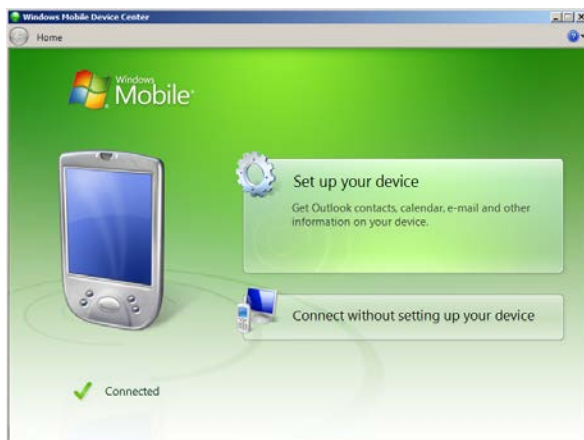 Windows Mobile Device Center
Home
Windows
Mobile
Set up your device
Get Outlook contacts, calendar, e-mail and other
information on your device.
Connect without setting up your device
Connected